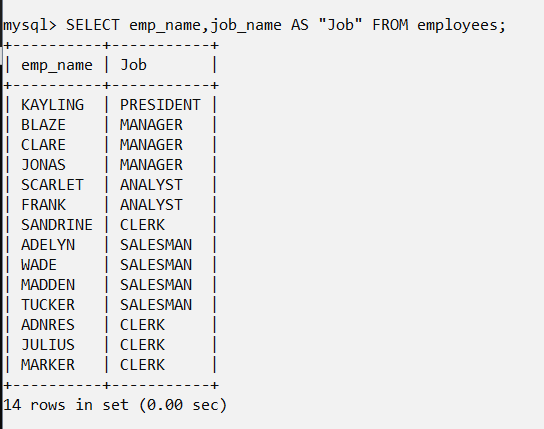 mysql> SELECT emp_name,job_name AS "Job" FROM employees;
+----------+-----------+
| emp_name | Job       |
+----------+-----------+
| KAYLING  | PRESIDENT |
| BLAZE    | MANAGER   |
| CLARE    | MANAGER   |
| JONAS    | MANAGER   |
| SCARLET  | ANALYST   |
| FRANK    | ANALYST   |
| SANDRINE | CLERK     |
| ADELYN   | SALESMAN  |
| WADE     | SALESMAN  |
| MADDEN   | SALESMAN  |
| TUCKER   | SALESMAN  |
| ADNRES   | CLERK     |
| JULIUS   | CLERK     |
| MARKER   | CLERK     |
+----------+-----------+
14 rows in set (0.00 sec)